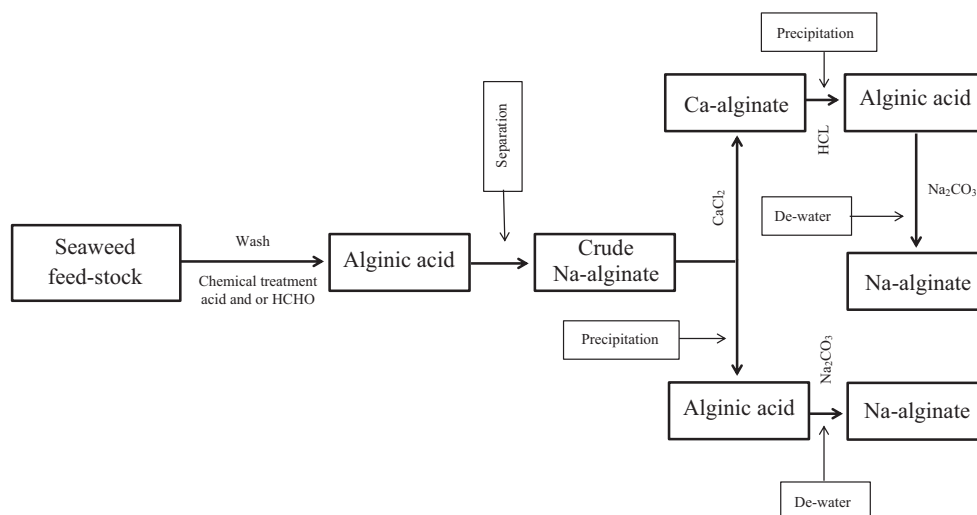 Precipitation
Ca-alginate
HCL
Alginic acid
Separation
CaCl₂
Na₂CO₃
De-water
Seaweed
feed-stock
Wash
Chemical treatment
acid and or HCHO
Alginic acid
Crude
Na-alginate
Na-alginate
Precipitation
Na₂CO₃
Alginic acid
Na-alginate
De-water